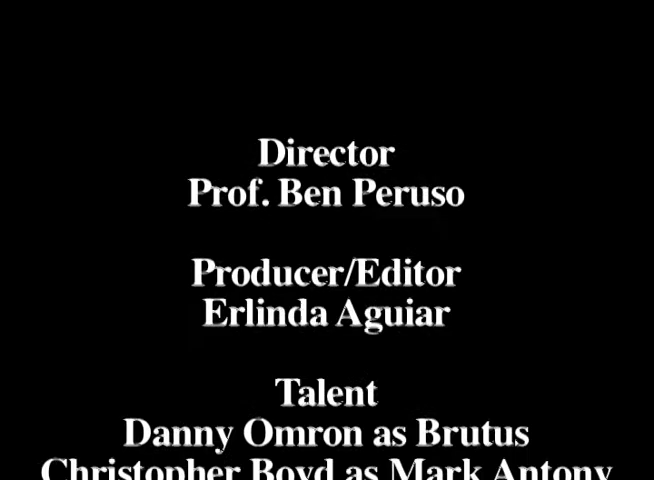 Director
Prof. Ben Peruso
Producer/Editor
Erlinda Aguiar
Talent
Danny Omron as Brutus
Christopher Boyd as Mark Antony